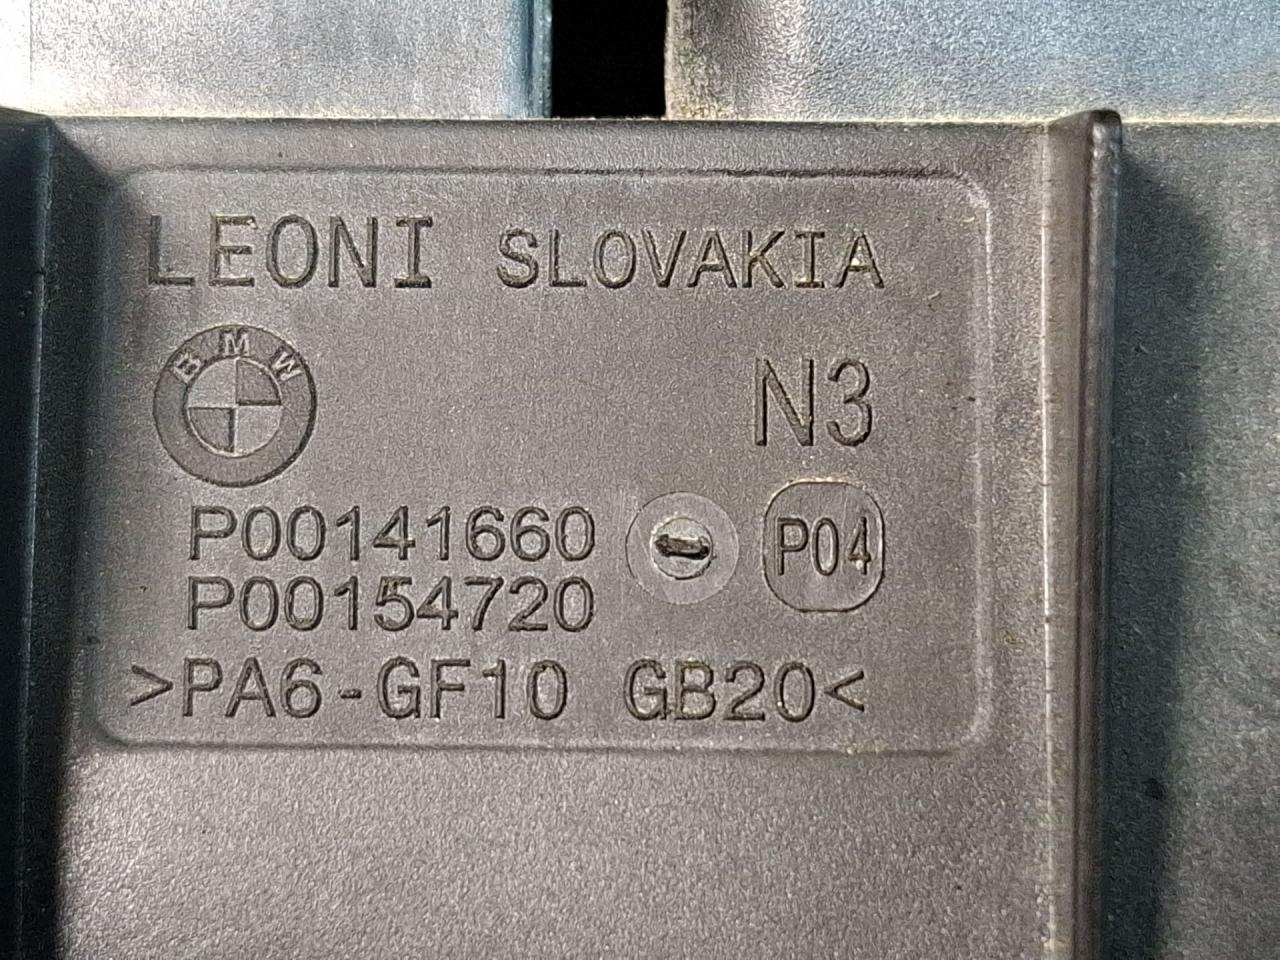 LEONI SLOVAKIA
BMW
N3
P00141660
P04
P00154720
>PA6-GF10 GB20<